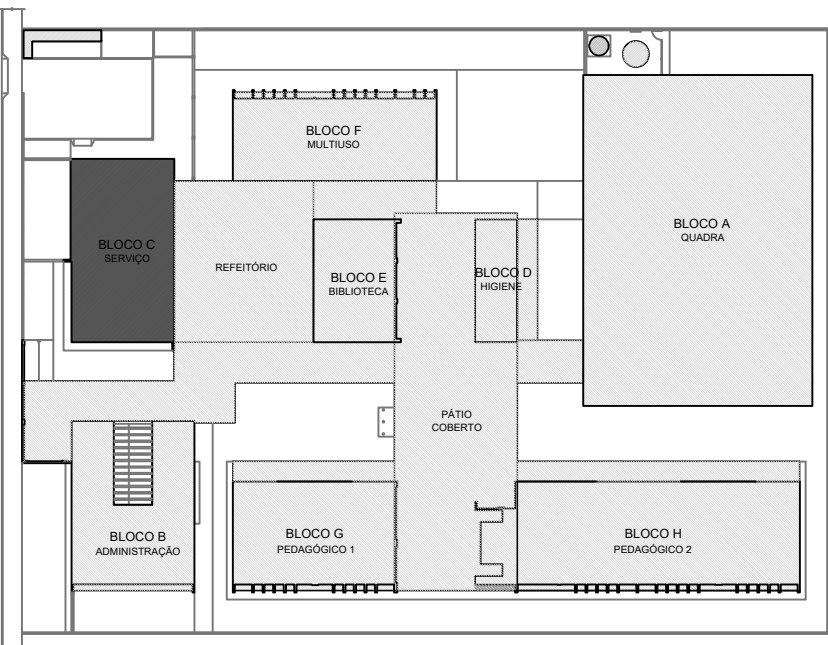 BLOCO F
MULTIUSO
BLOCO A
QUADRA
BLOCO C
SERVIÇO
REFEITÓRIO
BLOCO E
BIBLIOTECA
BLOCO D
HIGIENE
PÁTIO
COBERTO
BLOCO B
ADMINISTRAÇÃO
BLOCO G
PEDAGÓGICO 1
BLOCO H
PEDAGÓGICO 2